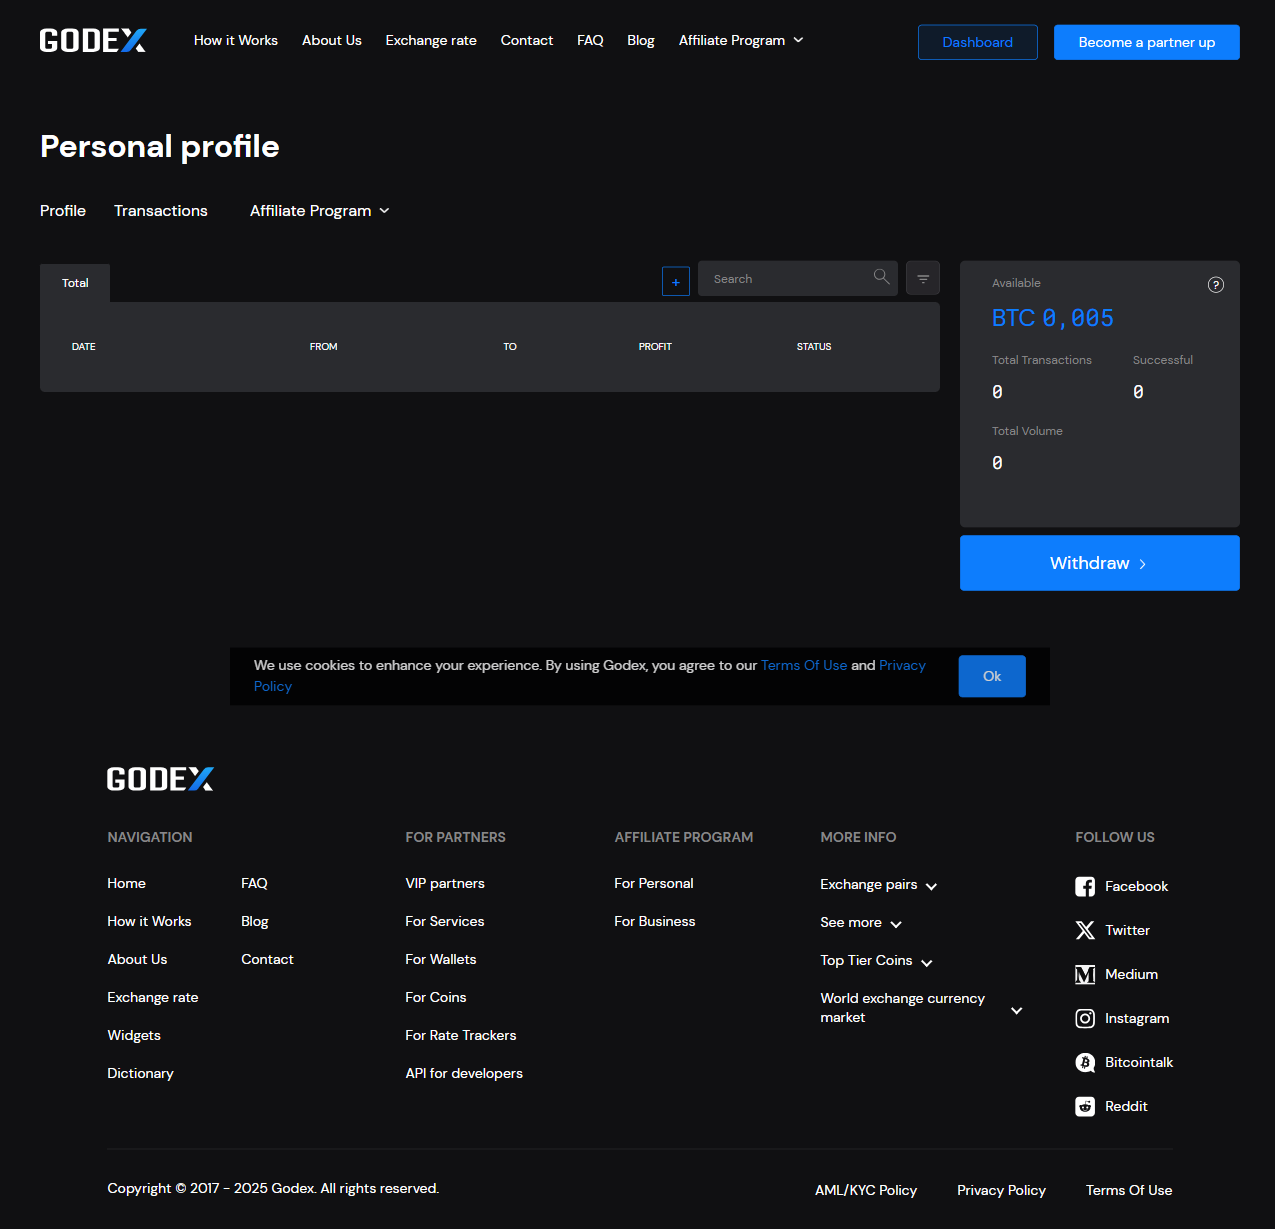 GODEX
How it Works
About Us
Exchange rate
Contact
FAQ
Blog
Affiliate Program
Dashboard
Become a partner up
Personal profile
Profile
Transactions
Affiliate Program
Total
+
Search
DATE
FROM
TO
PROFIT
STATUS
Available
?
BTC 0,005
Total Transactions
Successful
0
0
Total Volume
0
Withdraw
We use cookies to enhance your experience. By using Godex, you agree to our Terms Of Use and Privacy
Policy
Ok
GODEX
NAVIGATION
Home
How it Works
About Us
Exchange rate
Widgets
Dictionary
FAQ
Blog
Contact
FOR PARTNERS
VIP partners
For Services
For Wallets
For Coins
For Rate Trackers
API for developers
AFFILIATE PROGRAM
For Personal
For Business
MORE INFO
Exchange pairs
See more
Top Tier Coins
World exchange currency
market
FOLLOW US
Facebook
Twitter
Medium
Instagram
Bitcointalk
Reddit
Copyright © 2017 - 2025 Godex. All rights reserved.
AML/KYC Policy
Privacy Policy
Terms Of Use